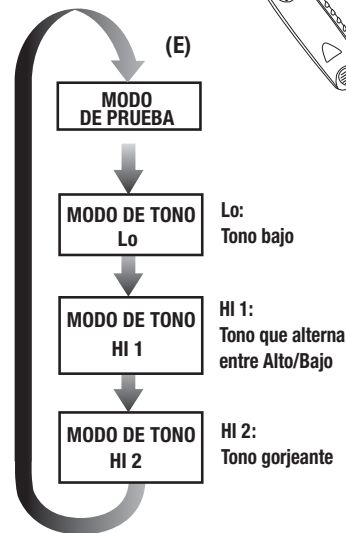 (E)
MODO
DE PRUEBA
MODO DE TONO
Lo
Lo:
Tono bajo
MODO DE TONO
HI 1
HI 1:
Tono que alterna
entre Alto/Bajo
MODO DE TONO
HI 2
HI 2:
Tono gorjeante